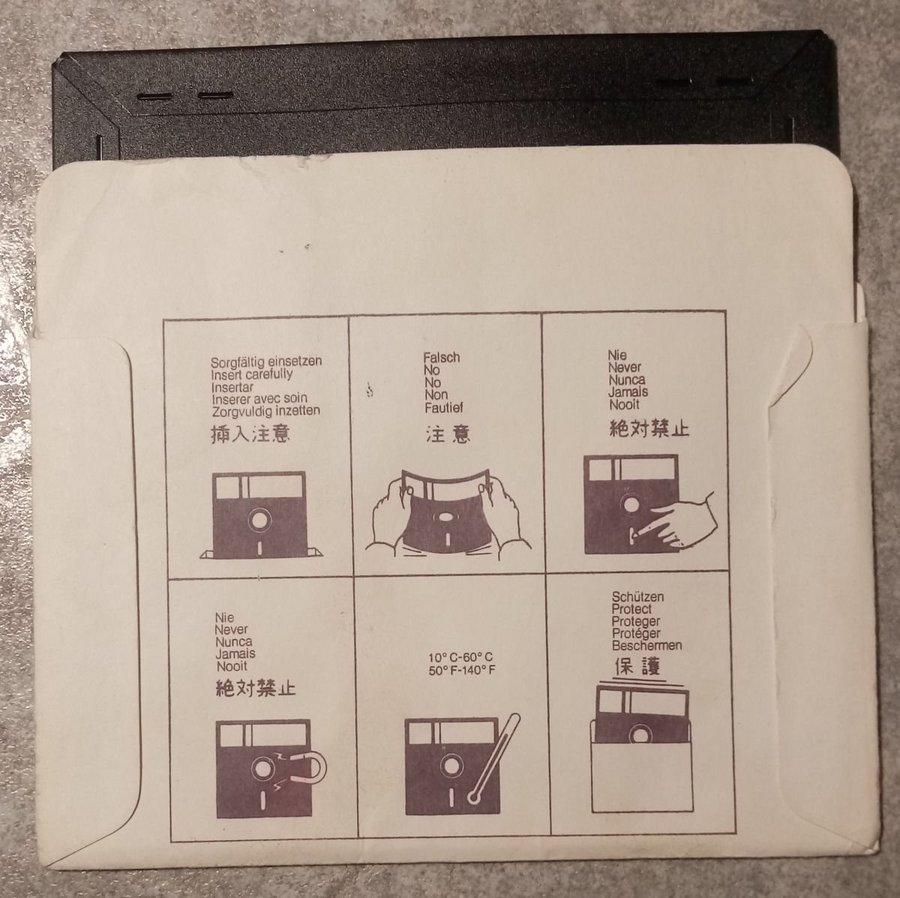 Sorgfältig einsetzen
Insert carefully
Insertar
Inserer avec soin
Zorgvuldig inzetten
挿入注意
Falsch
No
No
Non
Fautief
注意
Nie
Never
Nunca
Jamais
Nooit
絶対禁止
Nie
Never
Nunca
Jamais
Nooit
絶対禁止
10° C-60° C
50° F-140° F
Schützen
Protect
Proteger
Protéger
Beschermen
保護